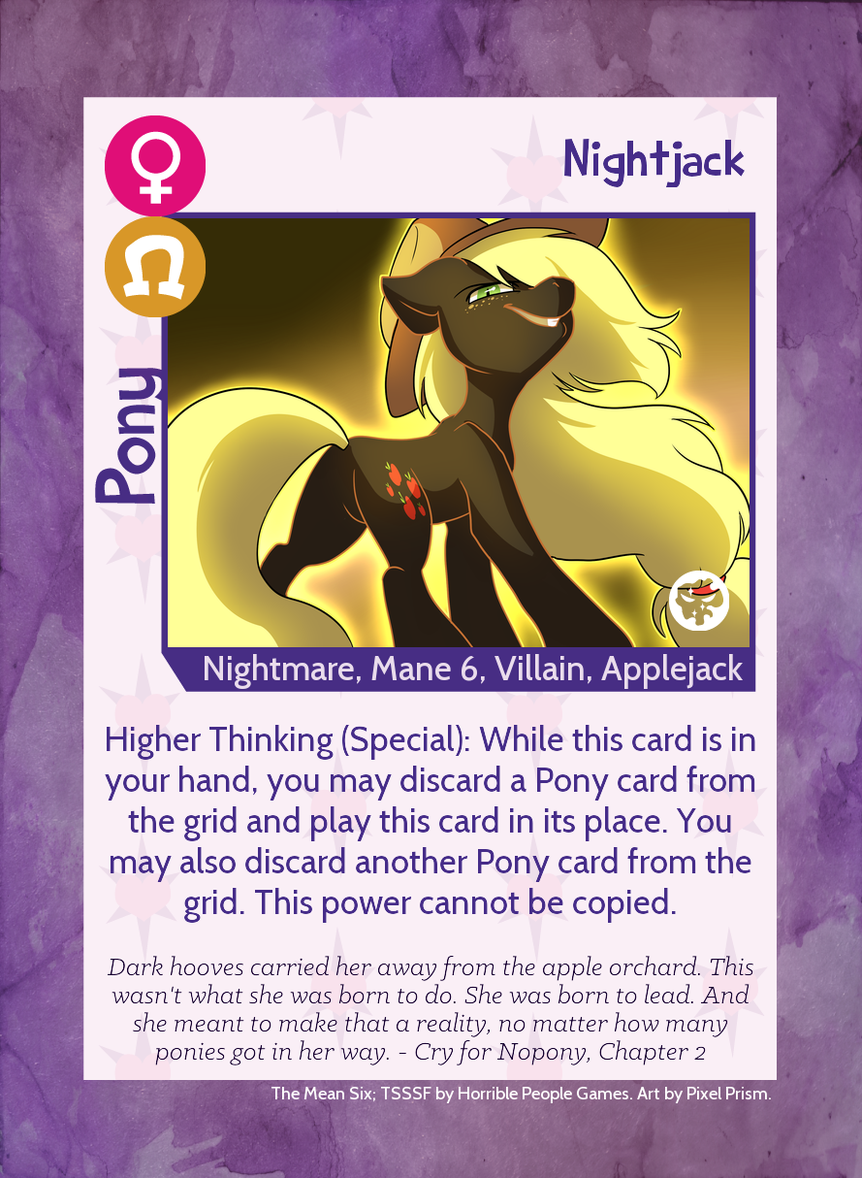 Nightjack
Pony
Nightmare, Mane 6, Villain, Applejack
Higher Thinking (Special): While this card is in
your hand, you may discard a Pony card from
the grid and play this card in its place. You
may also discard another Pony card from the
grid. This power cannot be copied.
Dark hooves carried her away from the apple orchard. This
wasn't what she was born to do. She was born to lead. And
she meant to make that a reality, no matter how many
ponies got in her way. - Cry for Nopony, Chapter 2
The Mean Six; TSSSF by Horrible People Games. Art by Pixel Prism.